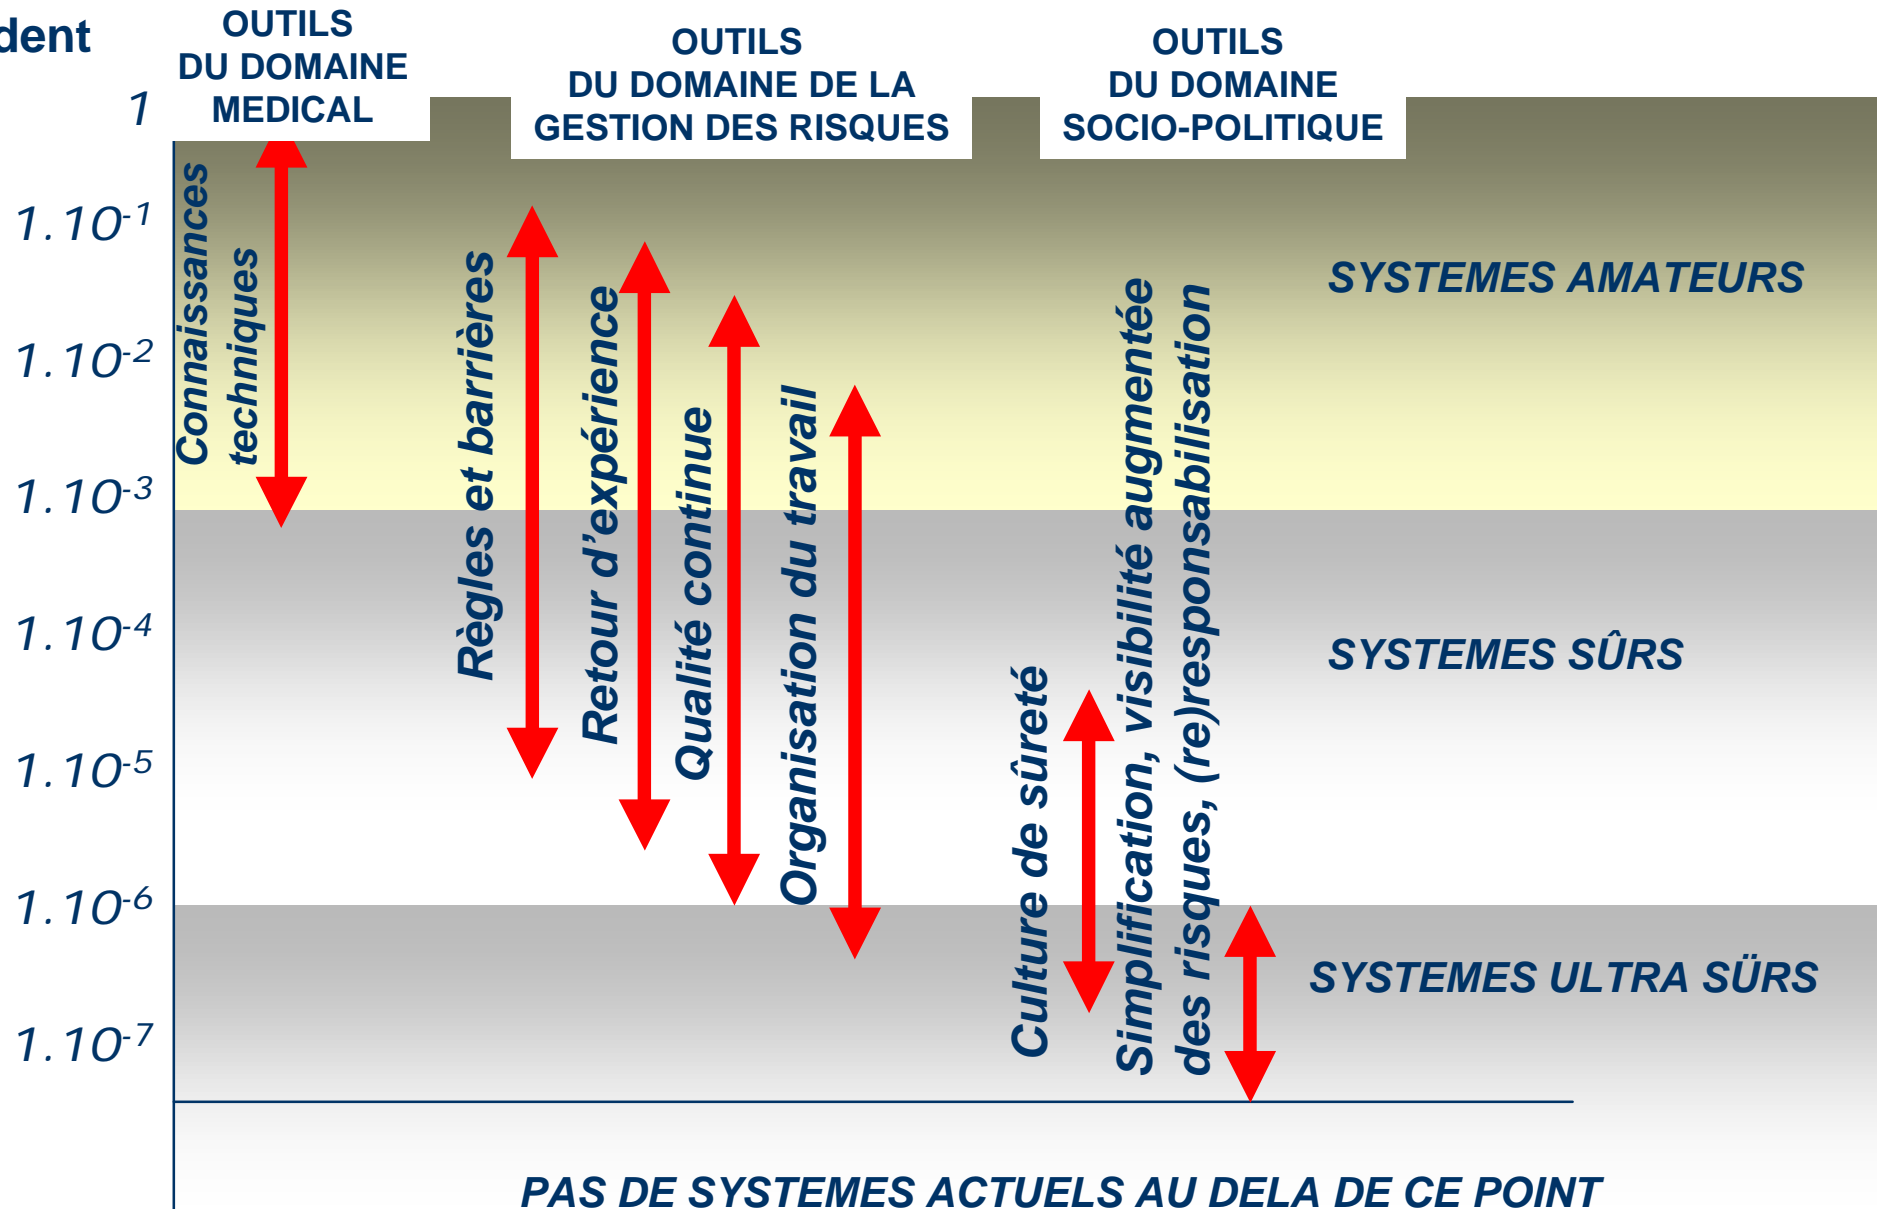 dent
OUTILS
DU DOMAINE
MEDICAL
OUTILS
DU DOMAINE DE LA
GESTION DES RISQUES
OUTILS
DU DOMAINE
SOCIO-POLITIQUE
1
1.10-1
1.10-2
1.10-3
1.10-4
1.10-5
1.10-6
1.10-7
Connaissances
techniques
Règles et barrières
Retour d’expérience
Qualité continue
Organisation du travail
Culture de sûreté
Simplification, visibilité augmentée
des risques, (re)responsabilisation
SYSTEMES AMATEURS
SYSTEMES SÛRS
SYSTEMES ULTRA SÜRS
PAS DE SYSTEMES ACTUELS AU DELA DE CE POINT